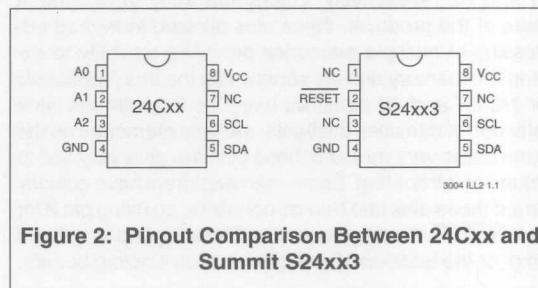 A0 1 8 VCC
A1 2 24Cxx 7 NC
A2 3 6 SCL
GND 4 5 SDA
NC 1 8 VCC
RESET 2 S24xx3 7 NC
NC 3 6 SCL
GND 4 5 SDA
3004 ILL2 1.1
Figure 2: Pinout Comparison Between 24Cxx and
Summit S24xx3